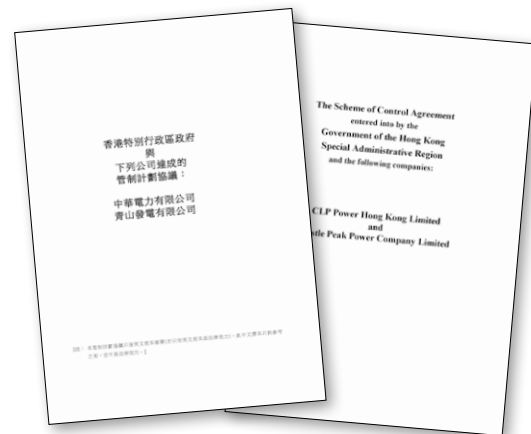 香港特別行政區政府
與
下列公司達成的
管制計劃協議：
中華電力有限公司
青山發電有限公司
The Scheme of Control Agreement
entered into by the
Government of the Hong Kong
Special Administrative Region
and the following companies:
CLP Power Hong Kong Limited
and
stle Peak Power Company Limited